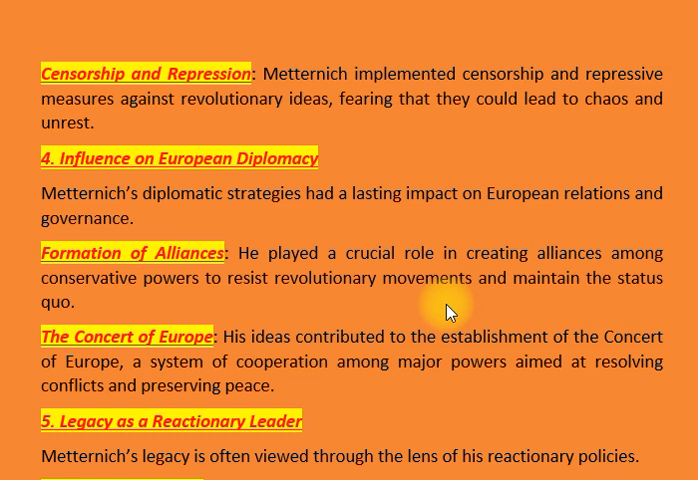 Censorship and Repression: Metternich implemented censorship and repressive
measures against revolutionary ideas, fearing that they could lead to chaos and
unrest.
4. Influence on European Diplomacy
Metternich’s diplomatic strategies had a lasting impact on European relations and
governance.
Formation of Alliances: He played a crucial role in creating alliances among
conservative powers to resist revolutionary movements and maintain the status
quo.
The Concert of Europe: His ideas contributed to the establishment of the Concert
of Europe, a system of cooperation among major powers aimed at resolving
conflicts and preserving peace.
5. Legacy as a Reactionary Leader
Metternich’s legacy is often viewed through the lens of his reactionary policies.